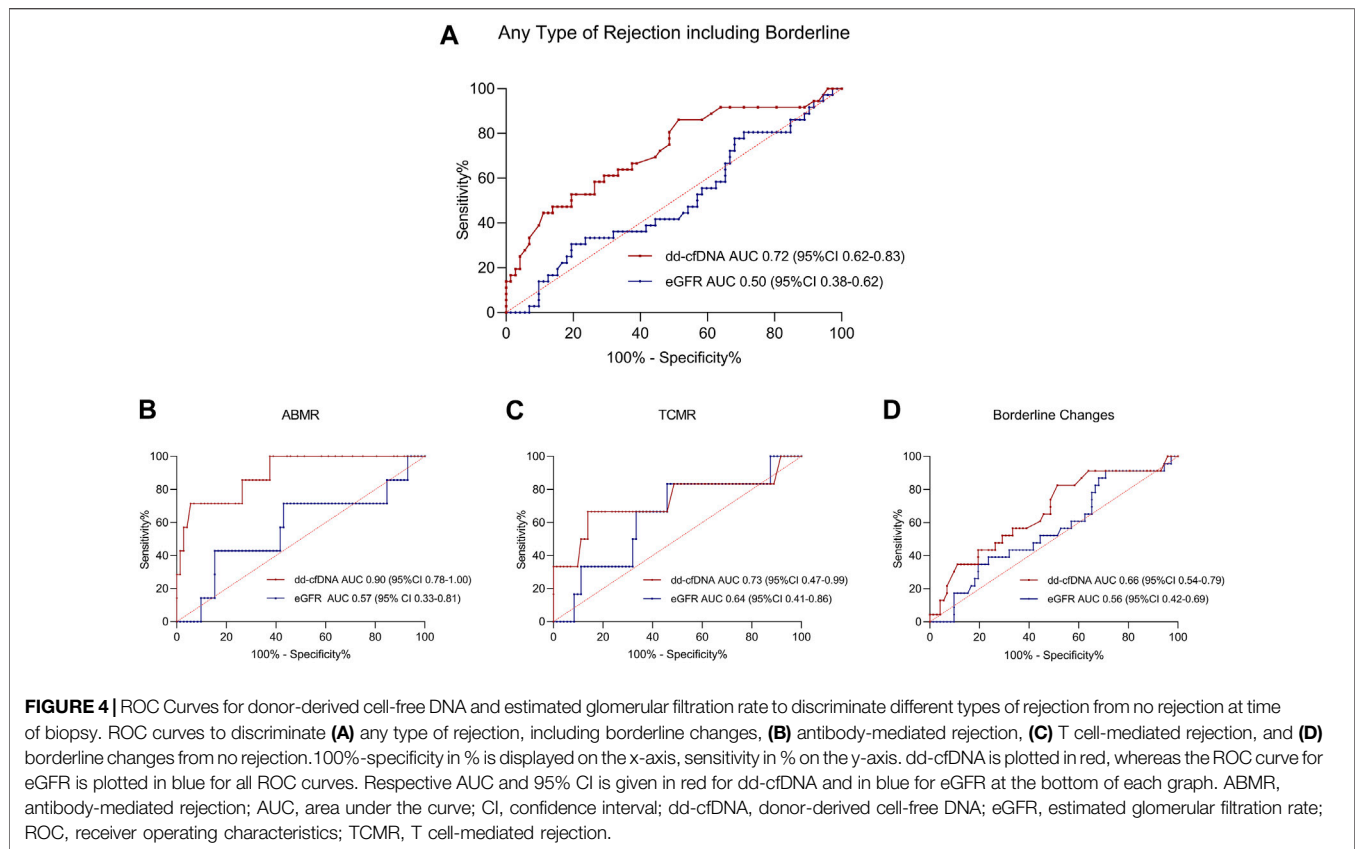 A Any Type of Rejection including Borderline
100
80
60
40
20
0
Sensitivity%
dd-cfDNA AUC 0.72 (95%CI 0.62-0.83)
eGFR AUC 0.50 (95%CI 0.38-0.62)
0 20 40 60 80 100
100% - Specificity%
B ABMR
100
80
60
40
20
0
Sensitivity%
dd-cfDNA AUC 0.90 (95%CI 0.78-1.00)
eGFR AUC 0.57 (95% CI 0.33-0.81)
0 20 40 60 80 100
100% - Specificity%
C TCMR
100
80
60
40
20
0
Sensitivity%
dd-cfDNA AUC 0.73 (95%CI 0.47-0.99)
eGFR AUC 0.64 (95%CI 0.41-0.86)
0 20 40 60 80 100
100% - Specificity%
D Borderline Changes
100
80
60
40
20
0
Sensitivity%
dd-cfDNA AUC 0.66 (95%CI 0.54-0.79)
eGFR AUC 0.56 (95%CI 0.42-0.69)
0 20 40 60 80 100
100% - Specificity%
FIGURE 4 | ROC Curves for donor-derived cell-free DNA and estimated glomerular filtration rate to discriminate different types of rejection from no rejection at time
of biopsy. ROC curves to discriminate (A) any type of rejection, including borderline changes, (B) antibody-mediated rejection, (C) T cell-mediated rejection, and (D)
borderline changes from no rejection.100%-specificity in % is displayed on the x-axis, sensitivity in % on the y-axis. dd-cfDNA is plotted in red, whereas the ROC curve for
eGFR is plotted in blue for all ROC curves. Respective AUC and 95% CI is given in red for dd-cfDNA and in blue for eGFR at the bottom of each graph. ABMR,
antibody-mediated rejection; AUC, area under the curve; CI, confidence interval; dd-cfDNA, donor-derived cell-free DNA; eGFR, estimated glomerular filtration rate;
ROC, receiver operating characteristics; TCMR, T cell-mediated rejection.